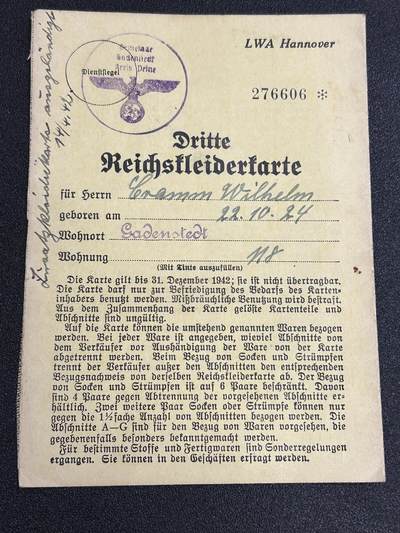 LWA Hannover
Gemeinde
Gadenstedt
Kreis Peine
Dienstsiegel
276606 *
Zusatzkleiderkarte ausgehändigt
14.4.42
Dritte
Reichskleiderkarte
für Herrn Cramm Wilhelm
geboren am 22.10.24
Wohnort Gadenstedt
Wohnung 118
(Mit Tinte auszufüllen)
Die Karte gilt bis 31. Dezember 1942; sie ist nicht übertragbar.
Die Karte darf nur zur Befriedigung des Bedarfs des Karten-
inhabers benutzt werden. Mißbräuchliche Benutzung wird bestraft.
Aus dem Zusammenhang der Karte gelöste Kartenteile und
Abschnitte sind ungültig.
Auf die Karte können die umstehend genannten Waren bezogen
werden. Bei jeder Ware ist angegeben, wieviel Abschnitte von
dem Verkäufer vor Aushändigung der Ware von der Karte
abgetrennt werden. Beim Bezug von Socken und Strümpfen
trennt der Verkäufer außer den Abschnitten den entsprechenden
Bezugsnachweis von derselben Reichskleiderkarte ab. Der Bezug
von Socken und Strümpfen ist auf 6 Paare beschränkt. Davon
sind 4 Paare gegen Abtrennung der vorgesehenen Abschnitte er-
hältlich. Zwei weitere Paar Socken oder Strümpfe können nur
gegen die 1½fache Anzahl von Abschnitten bezogen werden. Die
Abschnitte A—G sind für den Bezug von Waren vorgesehen, die
gegebenenfalls besonders bekanntgemacht werden.
Für bestimmte Stoffe und Fertigwaren sind Sonderregelungen
ergangen. Sie können in den Geschäften erfragt werden.